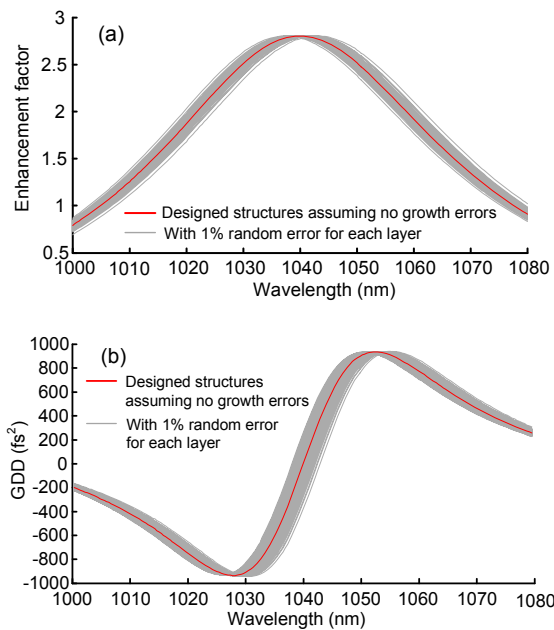 (a)
3
2.5
2
1.5
1
0.5
Enhancement factor
Designed structures assuming no growth errors
With 1% random error for each layer
1000 1010 1020 1030 1040 1050 1060 1070 1080
Wavelength (nm)
(b)
1000
800
600
400
200
0
-200
-400
-600
-800
-1000
GDD (fs²)
Designed structures
assuming no growth errors
With 1% random error
for each layer
1000 1010 1020 1030 1040 1050 1060 1070 1080
Wavelength (nm)